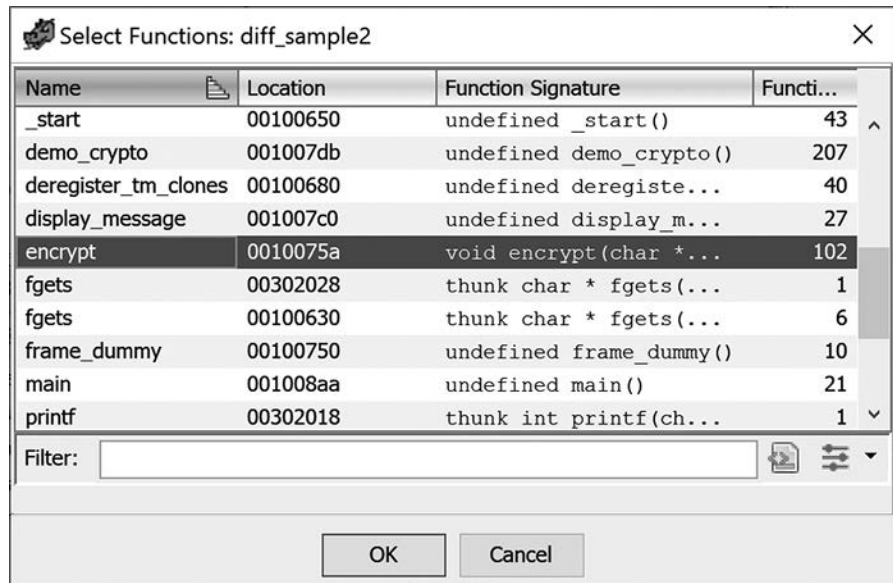 Select Functions: diff_sample2
Name Location Function Signature Functi...
_start 00100650 undefined _start() 43
demo_crypto 001007db undefined demo_crypto() 207
deregister_tm_clones 00100680 undefined deregiste... 40
display_message 001007c0 undefined display_m... 27
encrypt 0010075a void encrypt(char *... 102
fgets 00302028 thunk char * fgets(... 1
fgets 00100630 thunk char * fgets(... 6
frame_dummy 00100750 undefined frame_dummy() 10
main 001008aa undefined main() 21
printf 00302018 thunk int printf(ch... 1
Filter:
OK Cancel